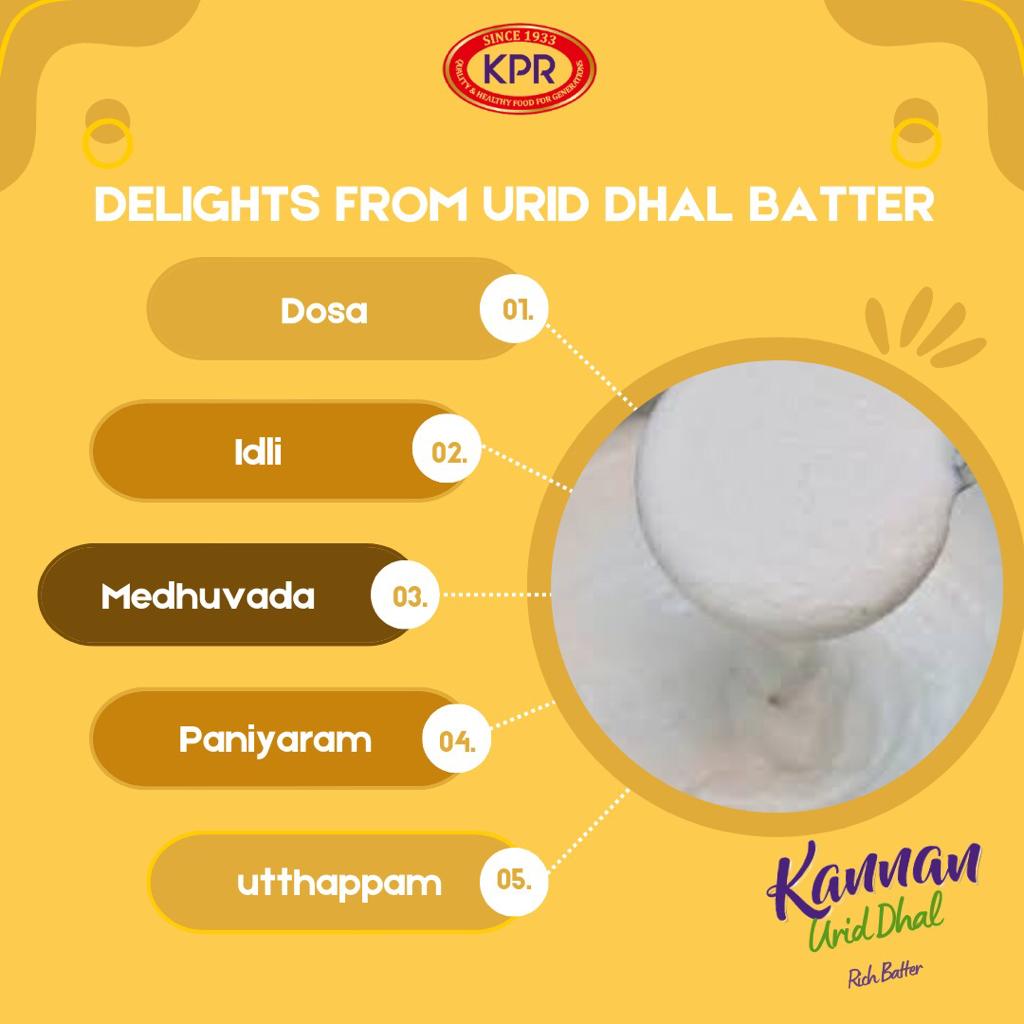 SINCE 1933
KPR
QUALITY & HEALTHY FOOD FOR GENERATIONS
DELIGHTS FROM URID DHAL BATTER
Dosa 01.
Idli 02.
Medhuvada 03.
Paniyaram 04.
utthappam 05.
Kannan
Urid Dhal
Rich Batter